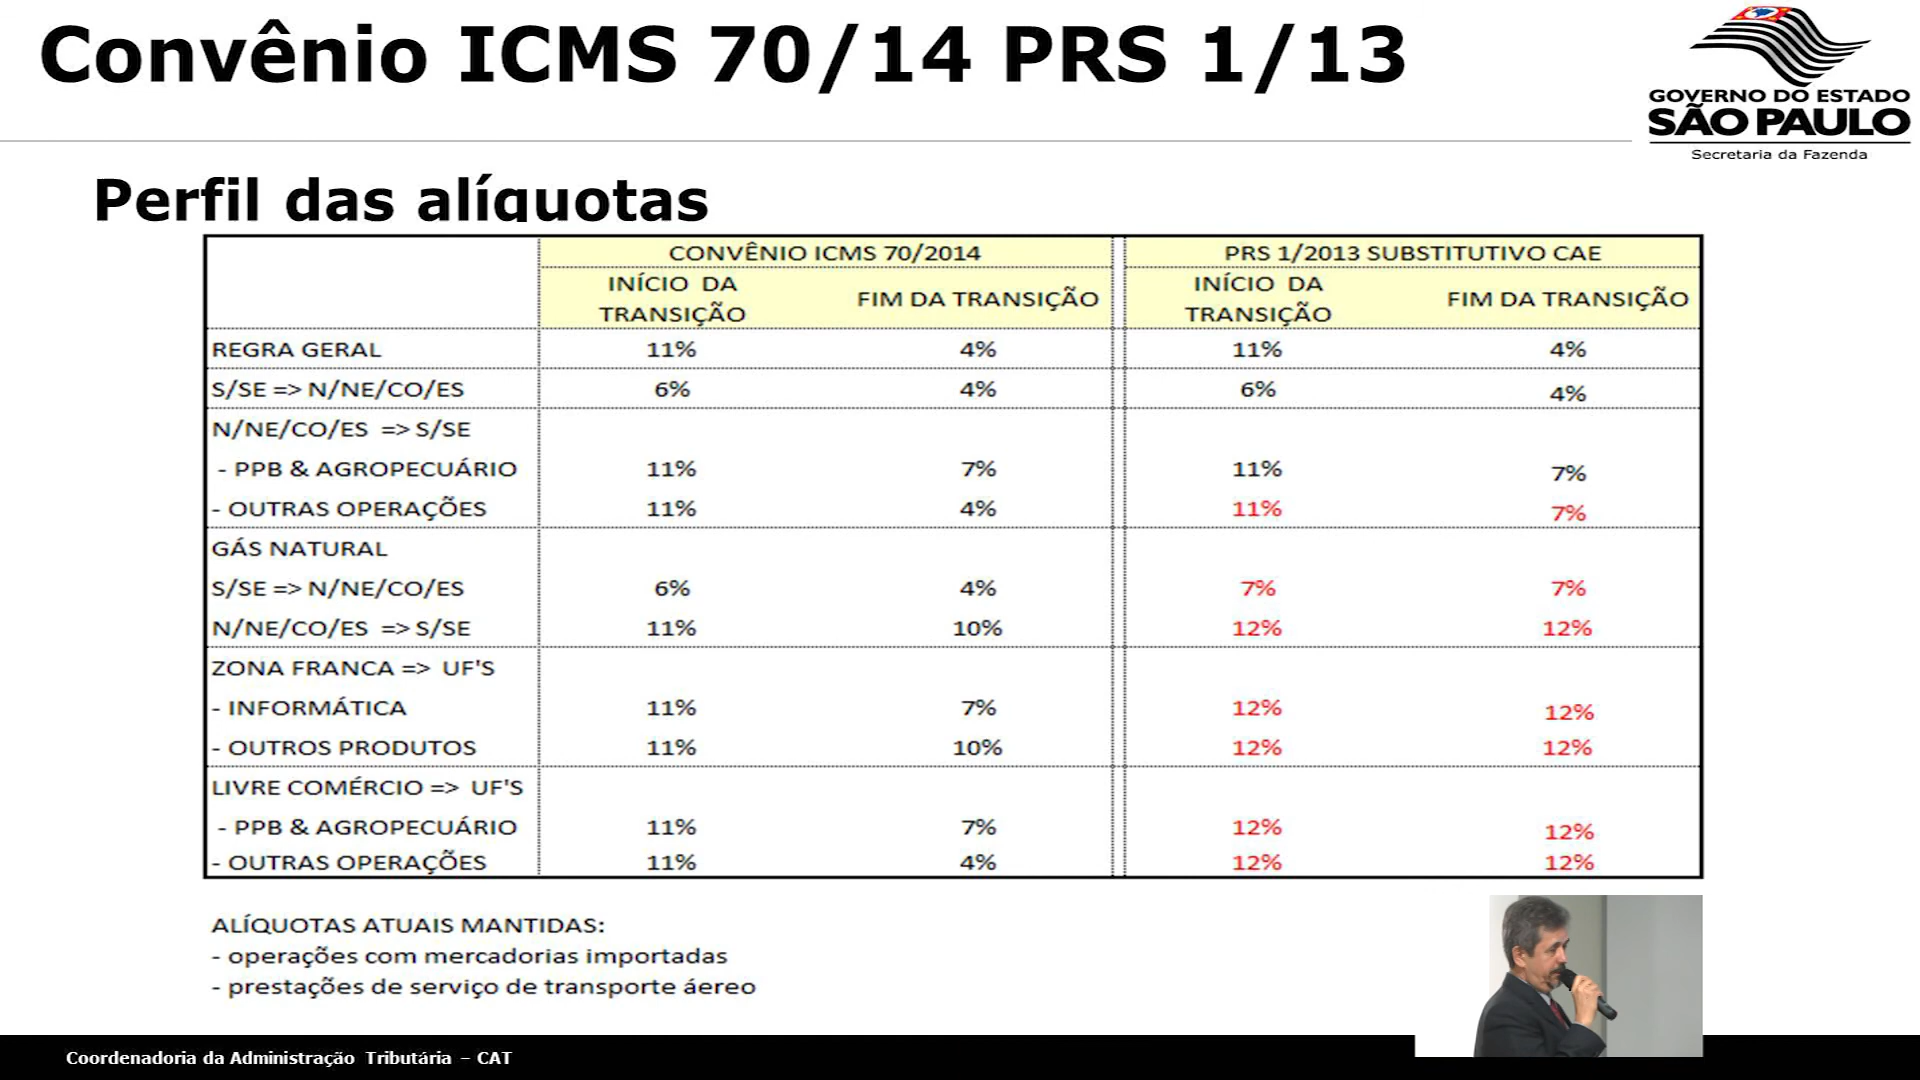 Convênio ICMS 70/14 PRS 1/13
GOVERNO DO ESTADO
SÃO PAULO
Secretaria da Fazenda
Perfil das alíquotas
CONVÊNIO ICMS 70/2014 PRS 1/2013 SUBSTITUTIVO CAE
INÍCIO DA TRANSIÇÃO FIM DA TRANSIÇÃO INÍCIO DA TRANSIÇÃO FIM DA TRANSIÇÃO
REGRA GERAL 11% 4% 11% 4%
S/SE => N/NE/CO/ES 6% 4% 6% 4%
N/NE/CO/ES => S/SE
- PPB & AGROPECUÁRIO 11% 7% 11% 7%
- OUTRAS OPERAÇÕES 11% 4% 11% 7%
GÁS NATURAL
S/SE => N/NE/CO/ES 6% 4% 7% 7%
N/NE/CO/ES => S/SE 11% 10% 12% 12%
ZONA FRANCA => UF'S
- INFORMÁTICA 11% 7% 12% 12%
- OUTROS PRODUTOS 11% 10% 12% 12%
LIVRE COMÉRCIO => UF'S
- PPB & AGROPECUÁRIO 11% 7% 12% 12%
- OUTRAS OPERAÇÕES 11% 4% 12% 12%
ALÍQUOTAS ATUAIS MANTIDAS:
- operações com mercadorias importadas
- prestações de serviço de transporte áereo
Coordenadoria da Administração Tributária – CAT